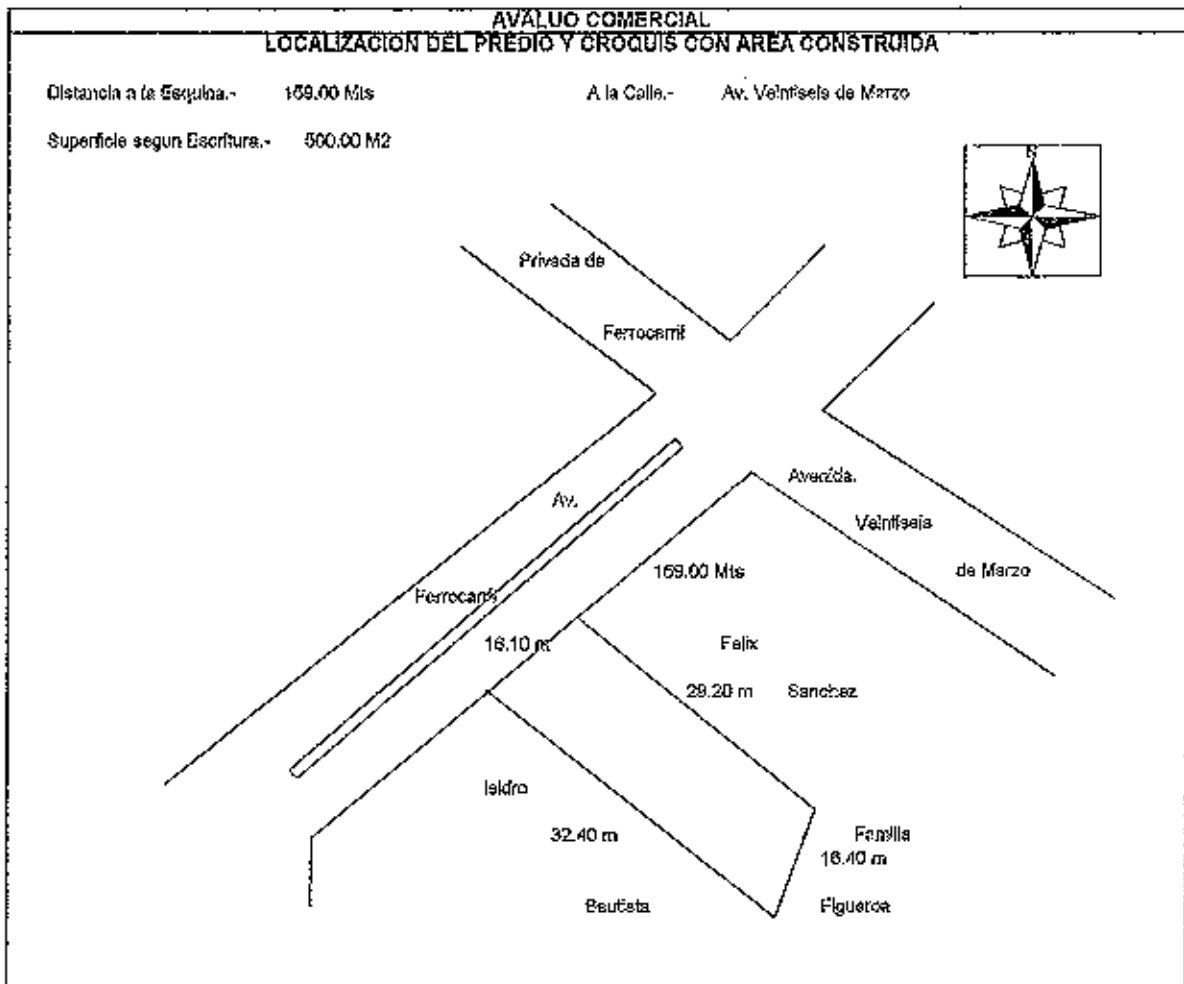 AVALUO COMERCIAL
LOCALIZACION DEL PREDIO Y CROQUIS CON AREA CONSTRUIDA
Distancia a la Esquina.- 159.00 Mts A la Calle.- Av. Veintiseis de Marzo
Superficie segun Escritura.- 500.00 M2
N
Privada de
Ferrocarril
Avenida
Av.
Veintiseis
de Marzo
159.00 Mts
Ferrocarril
16.10 m
Felix
29.20 m Sanchez
Isidro
32.40 m
Familia
16.40 m
Bautista
Figueroa